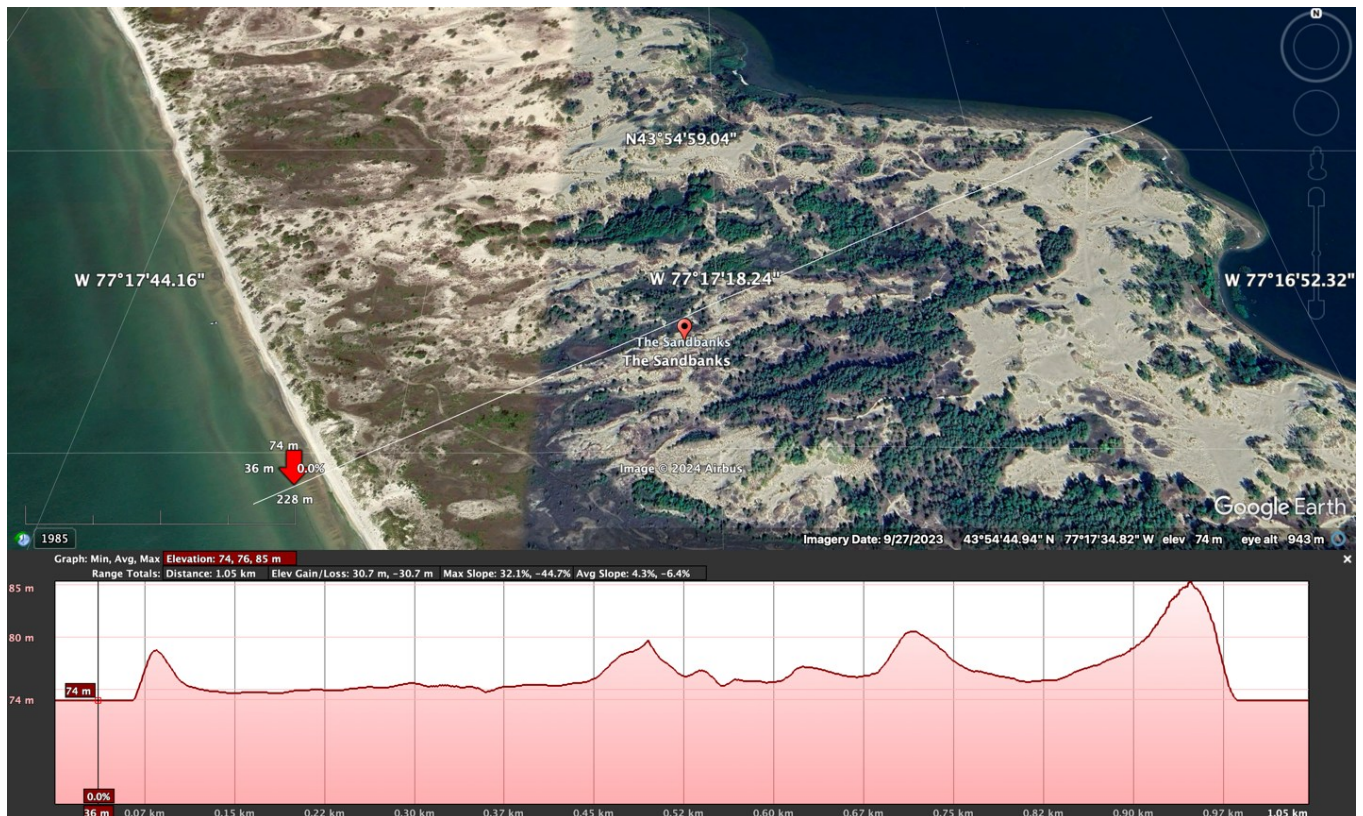 N
N43°54'59.04"
W 77°17'44.16"
W 77°17'18.24"
W 77°16'52.32"
The Sandbanks
The Sandbanks
74 m
36 m 0.0%
228 m
Image © 2024 Airbus
Google Earth
1985
Imagery Date: 9/27/2023 43°54'44.94" N 77°17'34.82" W elev 74 m eye alt 943 m
Graph: Min, Avg, Max Elevation: 74, 76, 85 m
Range Totals: Distance: 1.05 km Elev Gain/Loss: 30.7 m, -30.7 m Max Slope: 32.1%, -44.7% Avg Slope: 4.3%, -6.4%
85 m
80 m
74 m
74 m
0.0%
36 m 0.07 km 0.15 km 0.22 km 0.30 km 0.37 km 0.45 km 0.52 km 0.60 km 0.67 km 0.75 km 0.82 km 0.90 km 0.97 km 1.05 km